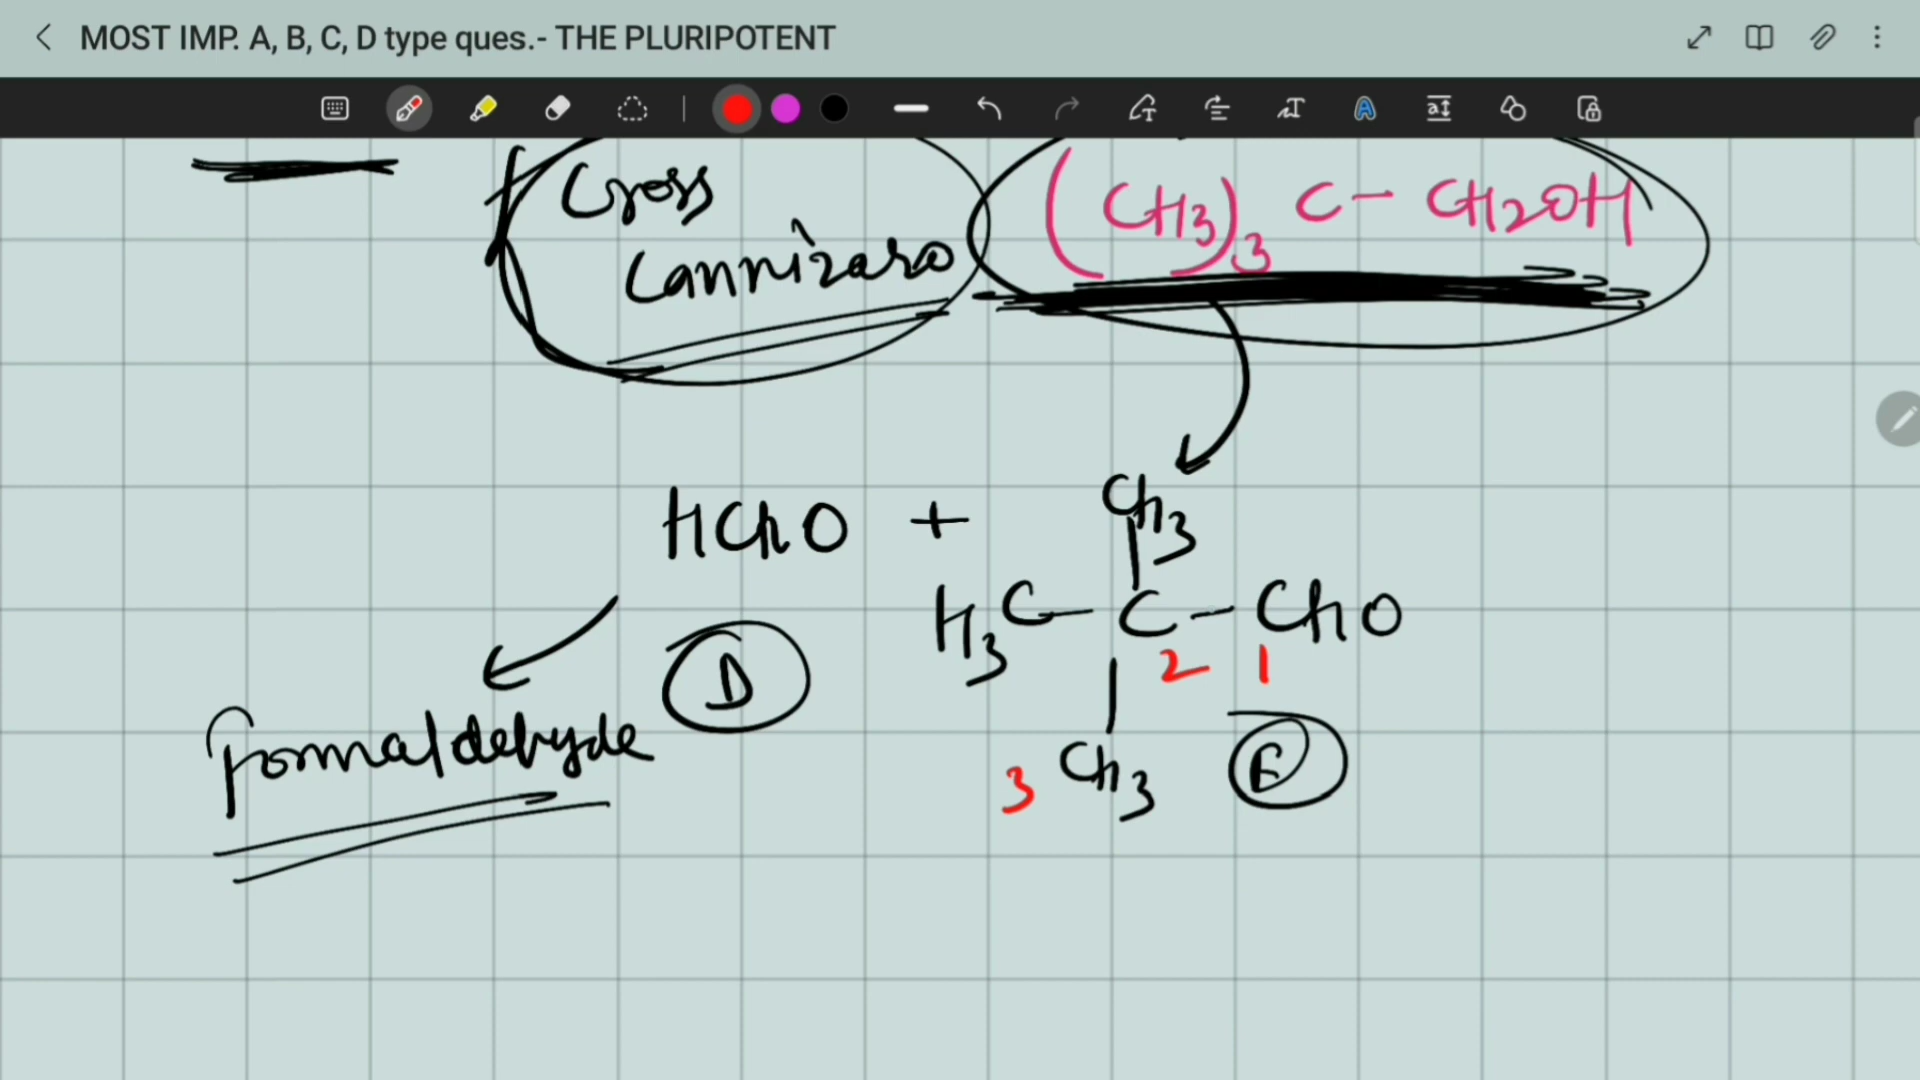 MOST IMP. A, B, C, D type ques.- THE PLURIPOTENT
Cross
Cannizaro
(CH3)3 C - CH2OH
HCHO +
CH3
H3C - C - CHO
2 1
D
formaldehyde
3 CH3
E